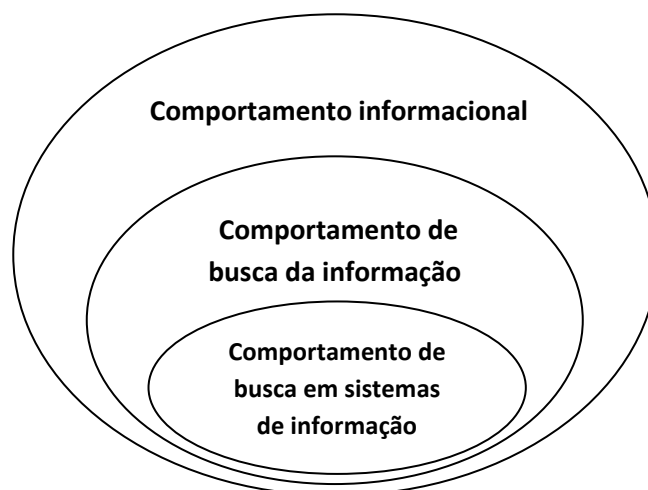 Comportamento informacional
Comportamento de
busca da informação
Comportamento de
busca em sistemas
de informação